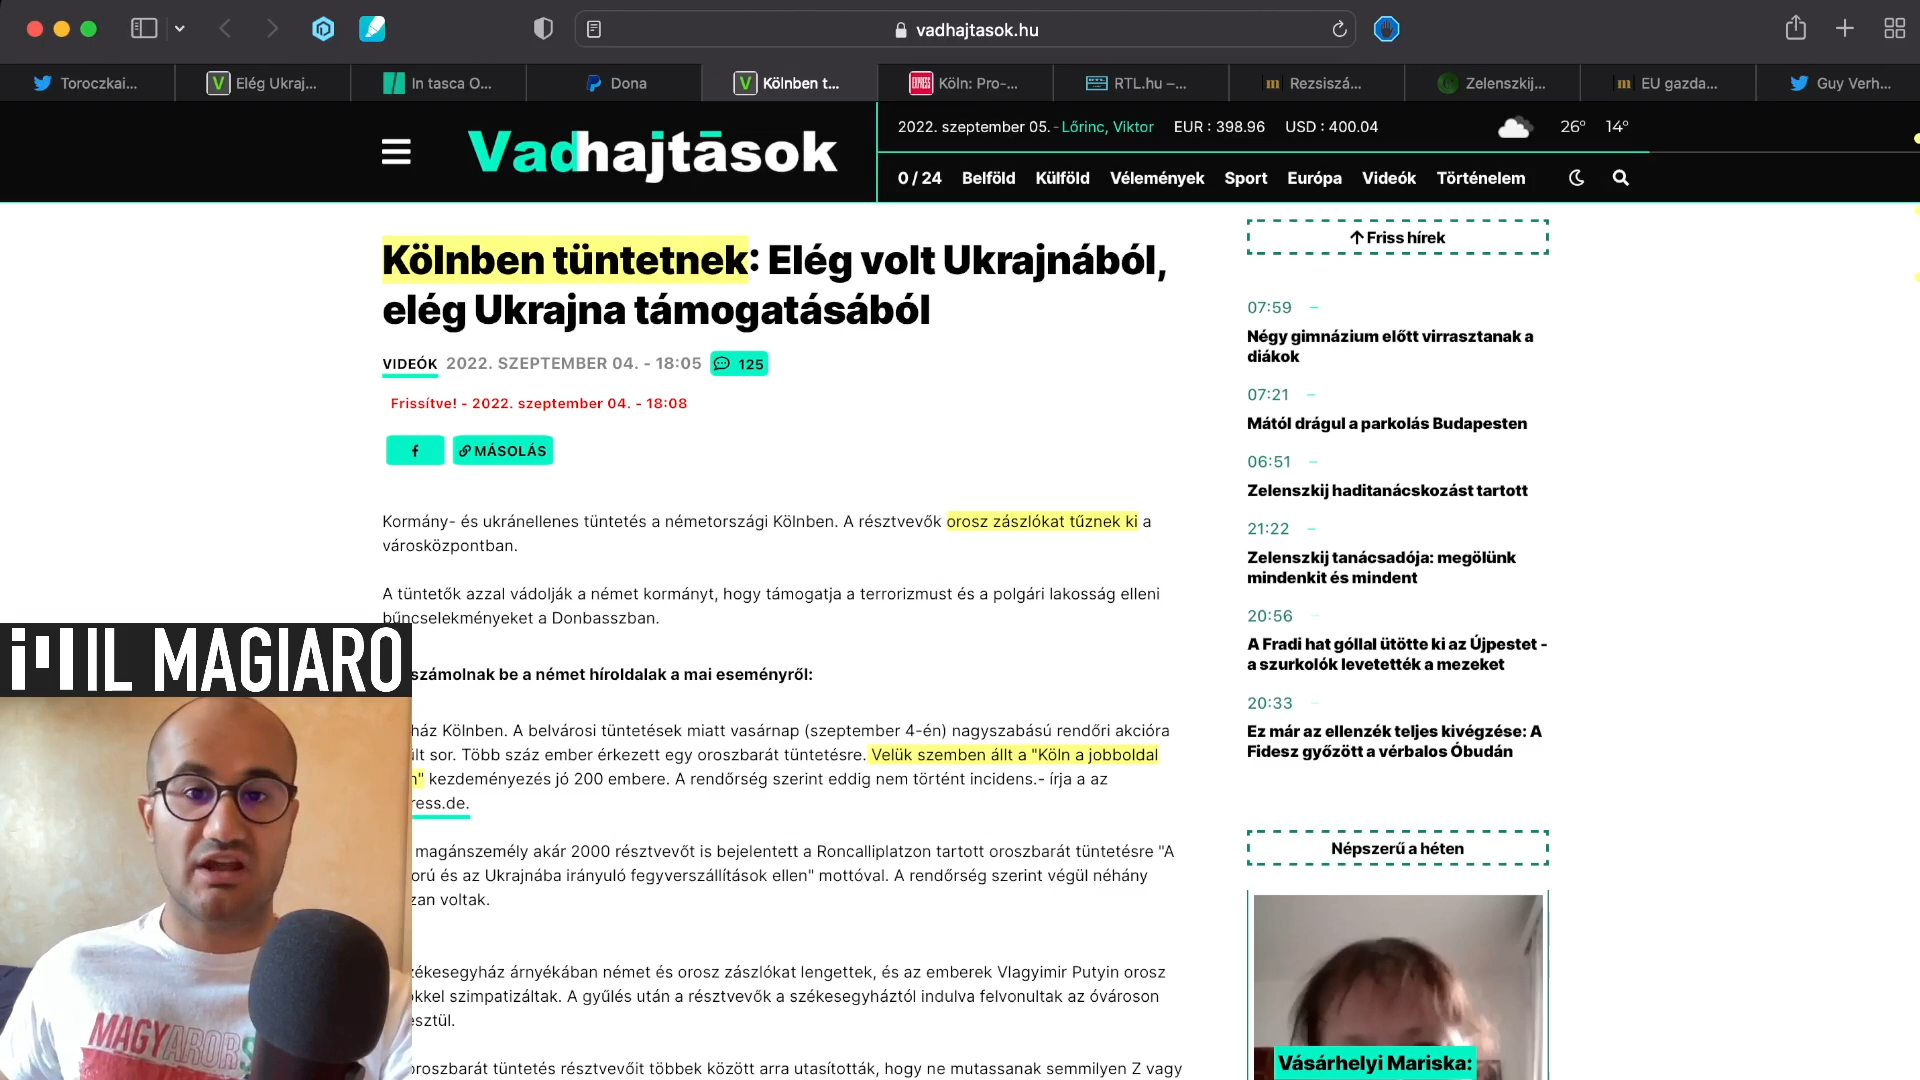 vadhajtasok.hu
Toroczkai...
Elég Ukraj...
In tasca O...
Dona
Kölnben t...
Köln: Pro-...
RTL.hu –...
Rezsiszá...
Zelenszkij...
EU gazda...
Guy Verh...
Vadhajtások
2022. szeptember 05. - Lőrinc, Viktor EUR : 398.96 USD : 400.04 26° 14°
0 / 24 Belföld Külföld Vélemények Sport Európa Videók Történelem
Kölnben tüntetnek: Elég volt Ukrajnából,
elég Ukrajna támogatásából
VIDEÓK 2022. SZEPTEMBER 04. - 18:05 125
Frissítve! - 2022. szeptember 04. - 18:08
f MÁSOLÁS
Kormány- és ukránellenes tüntetés a németországi Kölnben. A résztvevők orosz zászlókat tűznek ki a
városközpontban.
A tüntetők azzal vádolják a német kormányt, hogy támogatja a terrorizmust és a polgári lakosság elleni
bűncselekményeket a Donbasszban.
számolnak be a német híroldalak a mai eseményről:
ház Kölnben. A belvárosi tüntetések miatt vasárnap (szeptember 4-én) nagyszabású rendőri akcióra
lt sor. Több száz ember érkezett egy oroszbarát tüntetésre. Velük szemben állt a "Köln a jobboldal
" kezdeményezés jó 200 embere. A rendőrség szerint eddig nem történt incidens.- írja a az
ress.de.
magánszemély akár 2000 résztvevőt is bejelentett a Roncalliplatzon tartott oroszbarát tüntetésre "A
orú és az Ukrajnába irányuló fegyverszállítások ellen" mottóval. A rendőrség szerint végül néhány
zan voltak.
zékesegyház árnyékában német és orosz zászlókat lengettek, és az emberek Vlagyimir Putyin orosz
kkel szimpatizáltak. A gyűlés után a résztvevők a székesegyháztól indulva felvonultak az óvároson
esztül.
oroszbarát tüntetés résztvevőit többek között arra utasították, hogy ne mutassanak semmilyen Z vagy
Friss hírek
07:59 –
Négy gimnázium előtt virrasztanak a
diákok
07:21 –
Mától drágul a parkolás Budapesten
06:51 –
Zelenszkij haditanácskozást tartott
21:22 –
Zelenszkij tanácsadója: megölünk
mindenkit és mindent
20:56 –
A Fradi hat góllal ütötte ki az Újpestet -
a szurkolók levetették a mezeket
20:33 –
Ez már az ellenzék teljes kivégzése: A
Fidesz győzött a vérbalos Óbudán
Népszerű a héten
Vásárhelyi Mariska:
IL MAGIARO
MAGYARORS